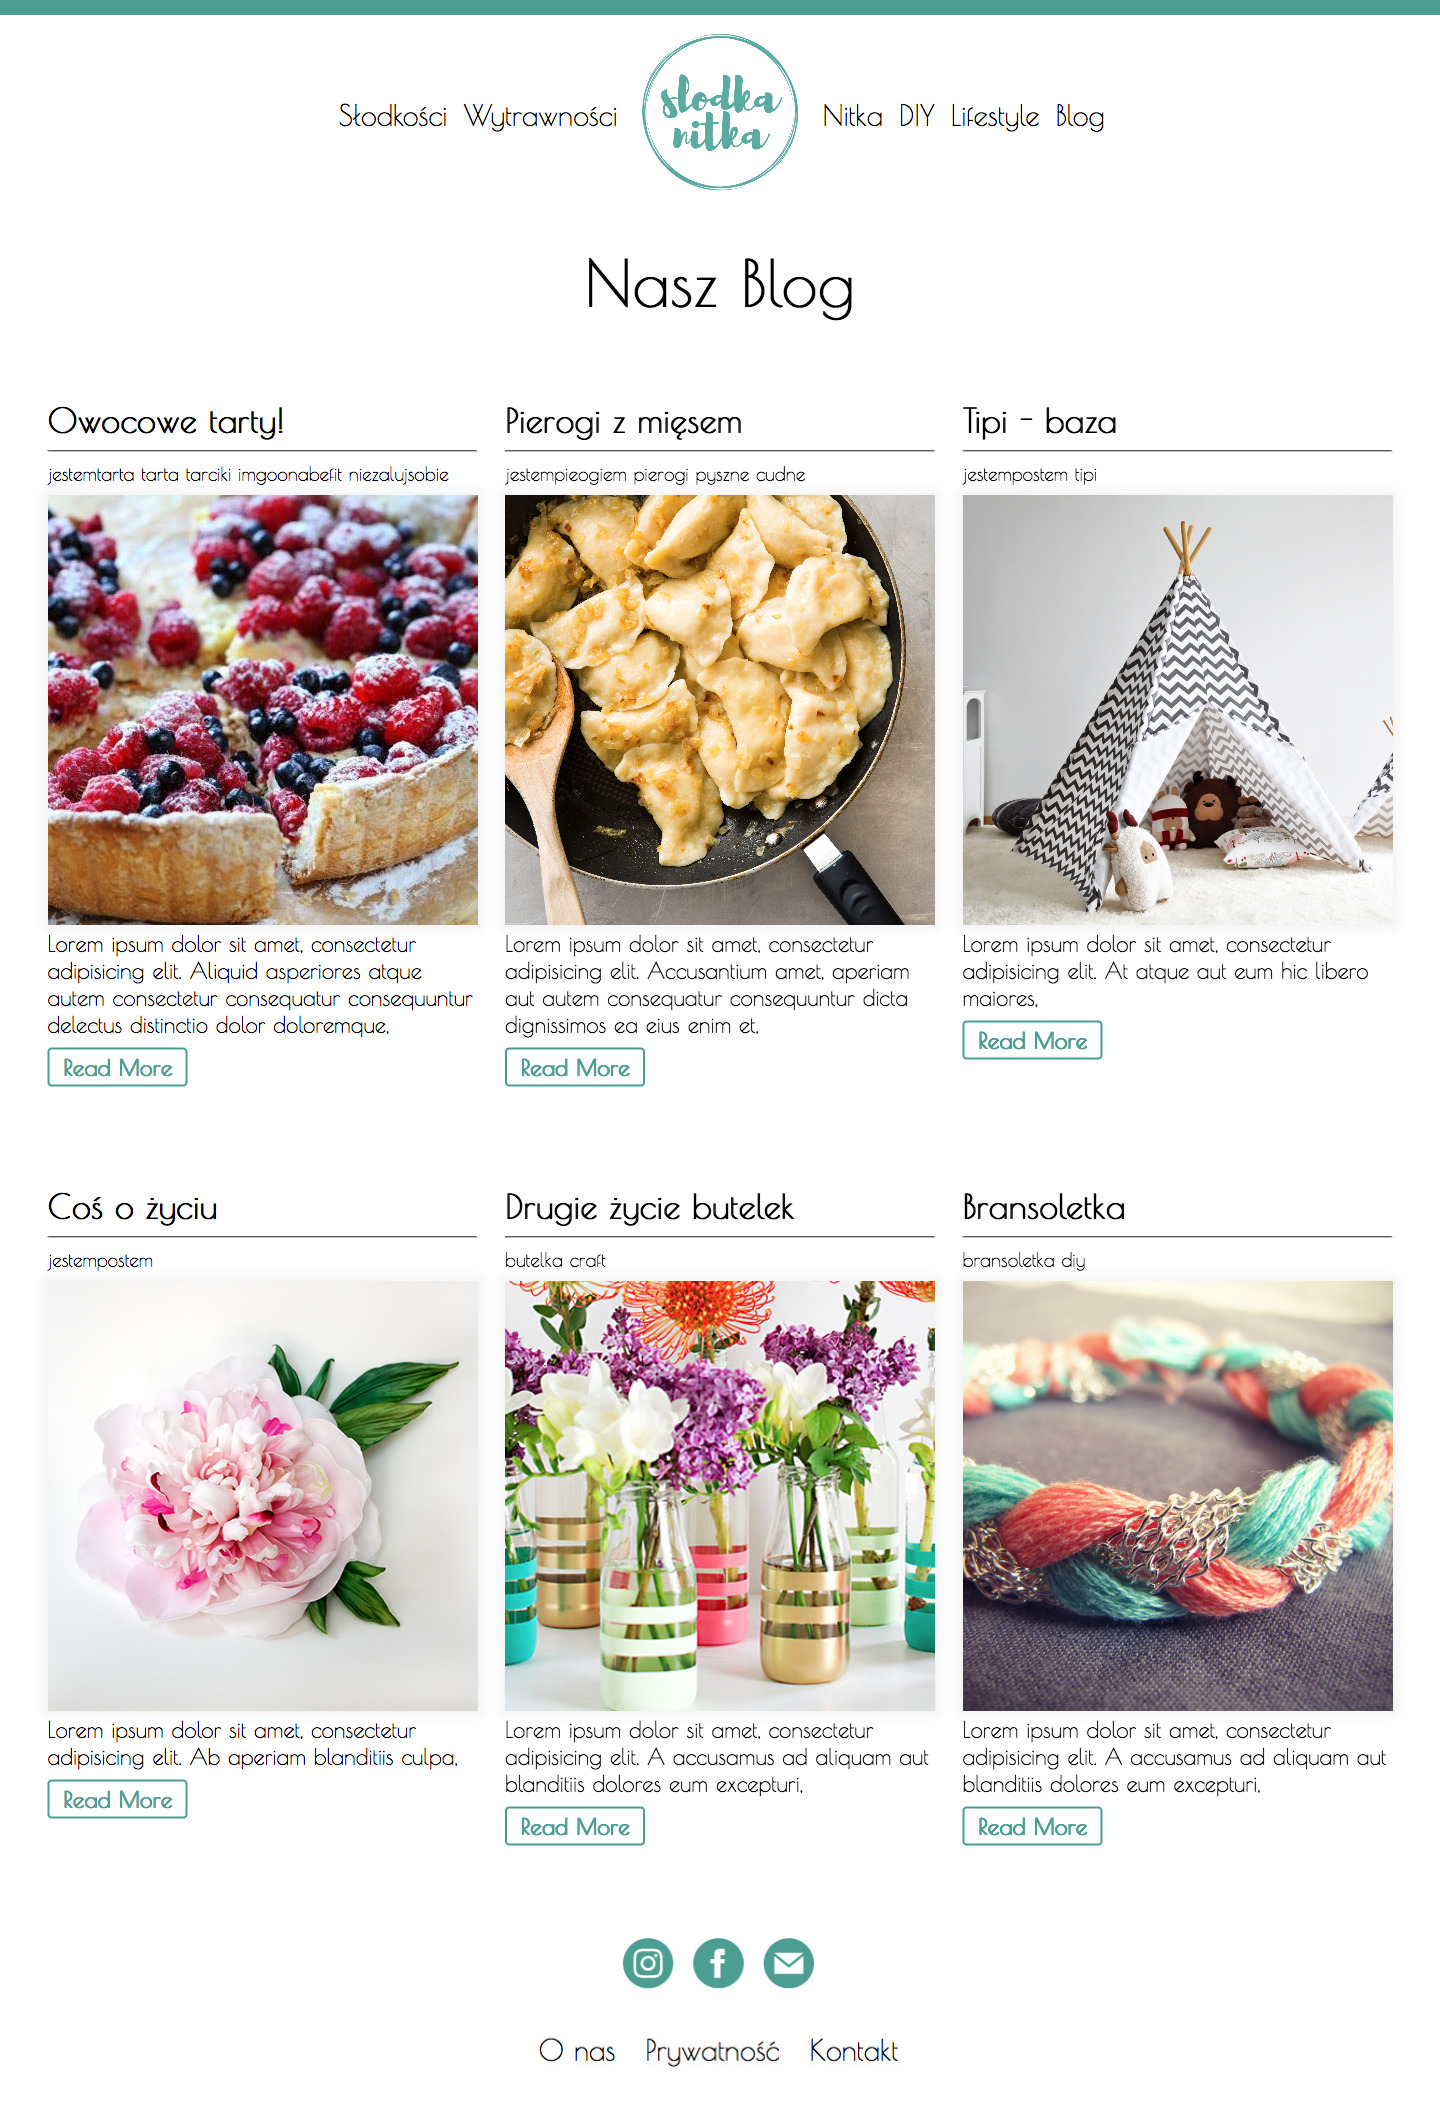 Słodkości Wytrawności
słodka
nitka
Nitka DIY Lifestyle Blog
Nasz Blog
Owocowe tarty!
jestemtarta tarta tarciki imgoonabefit niezalujsobie
Lorem ipsum dolor sit amet, consectetur
adipisicing elit. Aliquid asperiores atque
autem consectetur consequatur consequuntur
delectus distinctio dolor doloremque,
Read More
Pierogi z mięsem
jestempieogiem pierogi pyszne cudne
Lorem ipsum dolor sit amet, consectetur
adipisicing elit. Accusantium amet, aperiam
aut autem consequatur consequuntur dicta
dignissimos ea eius enim et,
Read More
Tipi - baza
jestempostem tipi
Lorem ipsum dolor sit amet, consectetur
adipisicing elit. At atque aut eum hic libero
maiores,
Read More
Coś o życiu
jestempostem
Lorem ipsum dolor sit amet, consectetur
adipisicing elit. Ab aperiam blanditiis culpa,
Read More
Drugie życie butelek
butelka craft
Lorem ipsum dolor sit amet, consectetur
adipisicing elit. A accusamus ad aliquam aut
blanditiis dolores eum excepturi,
Read More
Bransoletka
bransoletka diy
Lorem ipsum dolor sit amet, consectetur
adipisicing elit. A accusamus ad aliquam aut
blanditiis dolores eum excepturi,
Read More
O nas Prywatność Kontakt